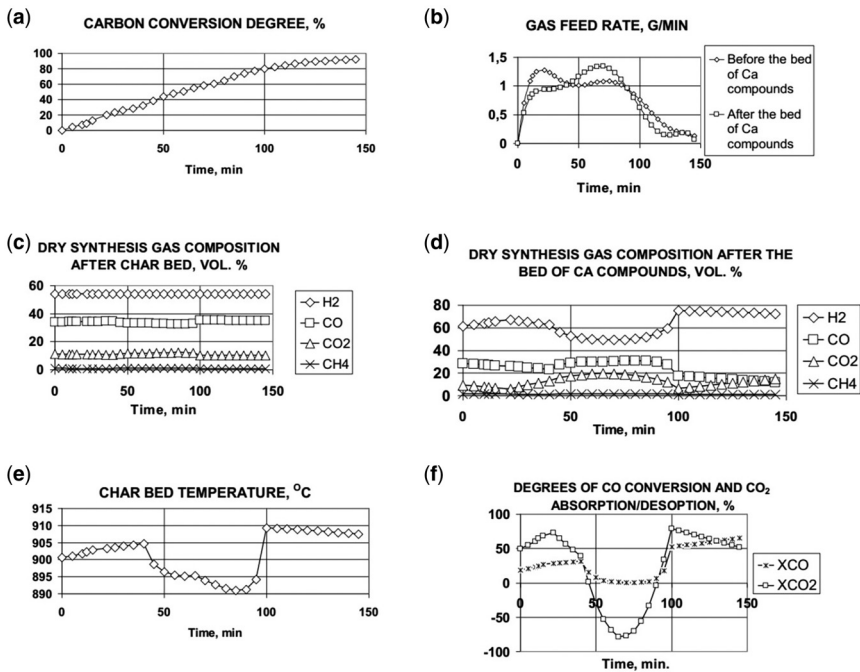 (a)
CARBON CONVERSION DEGREE, %
100
80
60
40
20
0
0 50 100 150
Time, min
(b)
GAS FEED RATE, G/MIN
1,5
1
0,5
0
0 50 100 150
Time, min
Before the bed
of Ca
compounds
After the bed
of Ca
compounds
(c)
DRY SYNTHESIS GAS COMPOSITION
AFTER CHAR BED, VOL. %
60
40
20
0
0 50 100 150
Time, min
H2
CO
CO2
CH4
(d)
DRY SYNTHESIS GAS COMPOSITION AFTER THE
BED OF CA COMPOUNDS, VOL. %
80
60
40
20
0
0 50 100 150
Time, min
H2
CO
CO2
CH4
(e)
CHAR BED TEMPERATURE, OC
915
910
905
900
895
890
0 50 100 150
Time, min
(f)
DEGREES OF CO CONVERSION AND CO2
ABSORPTION/DESOPTION, %
100
50
0
-50
-100
0 50 100 150
Time, min.
XCO
XCO2